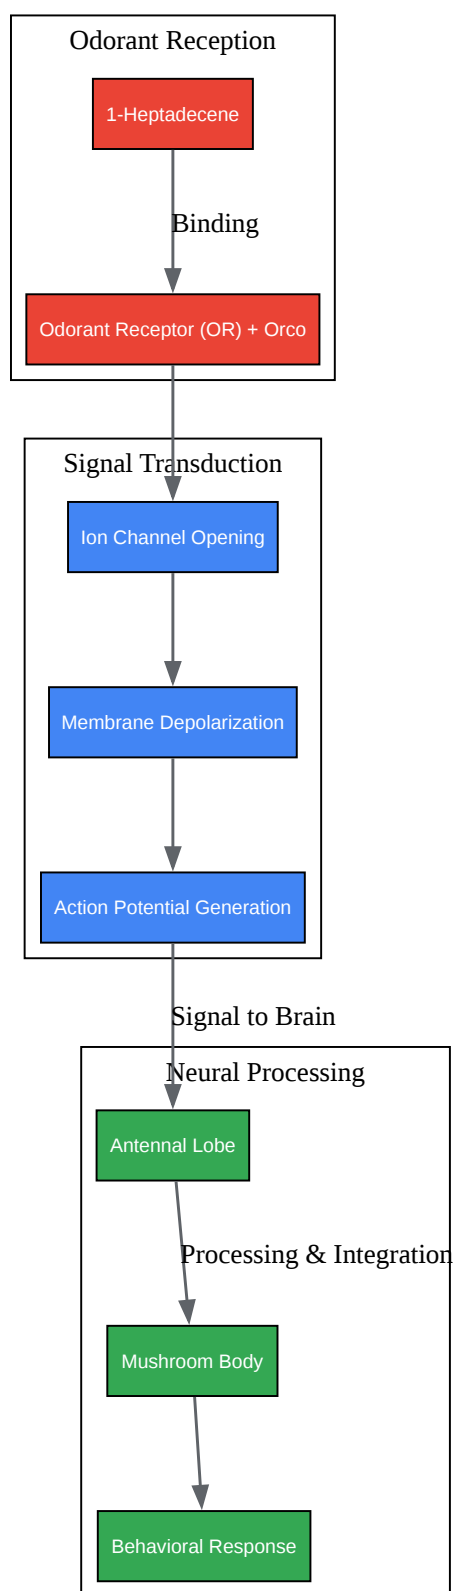 Odorant Reception
1-Heptadecene
Binding
Odorant Receptor (OR) + Orco
Signal Transduction
Ion Channel Opening
Membrane Depolarization
Action Potential Generation
Signal to Brain
Neural Processing
Antennal Lobe
Processing & Integration
Mushroom Body
Behavioral Response